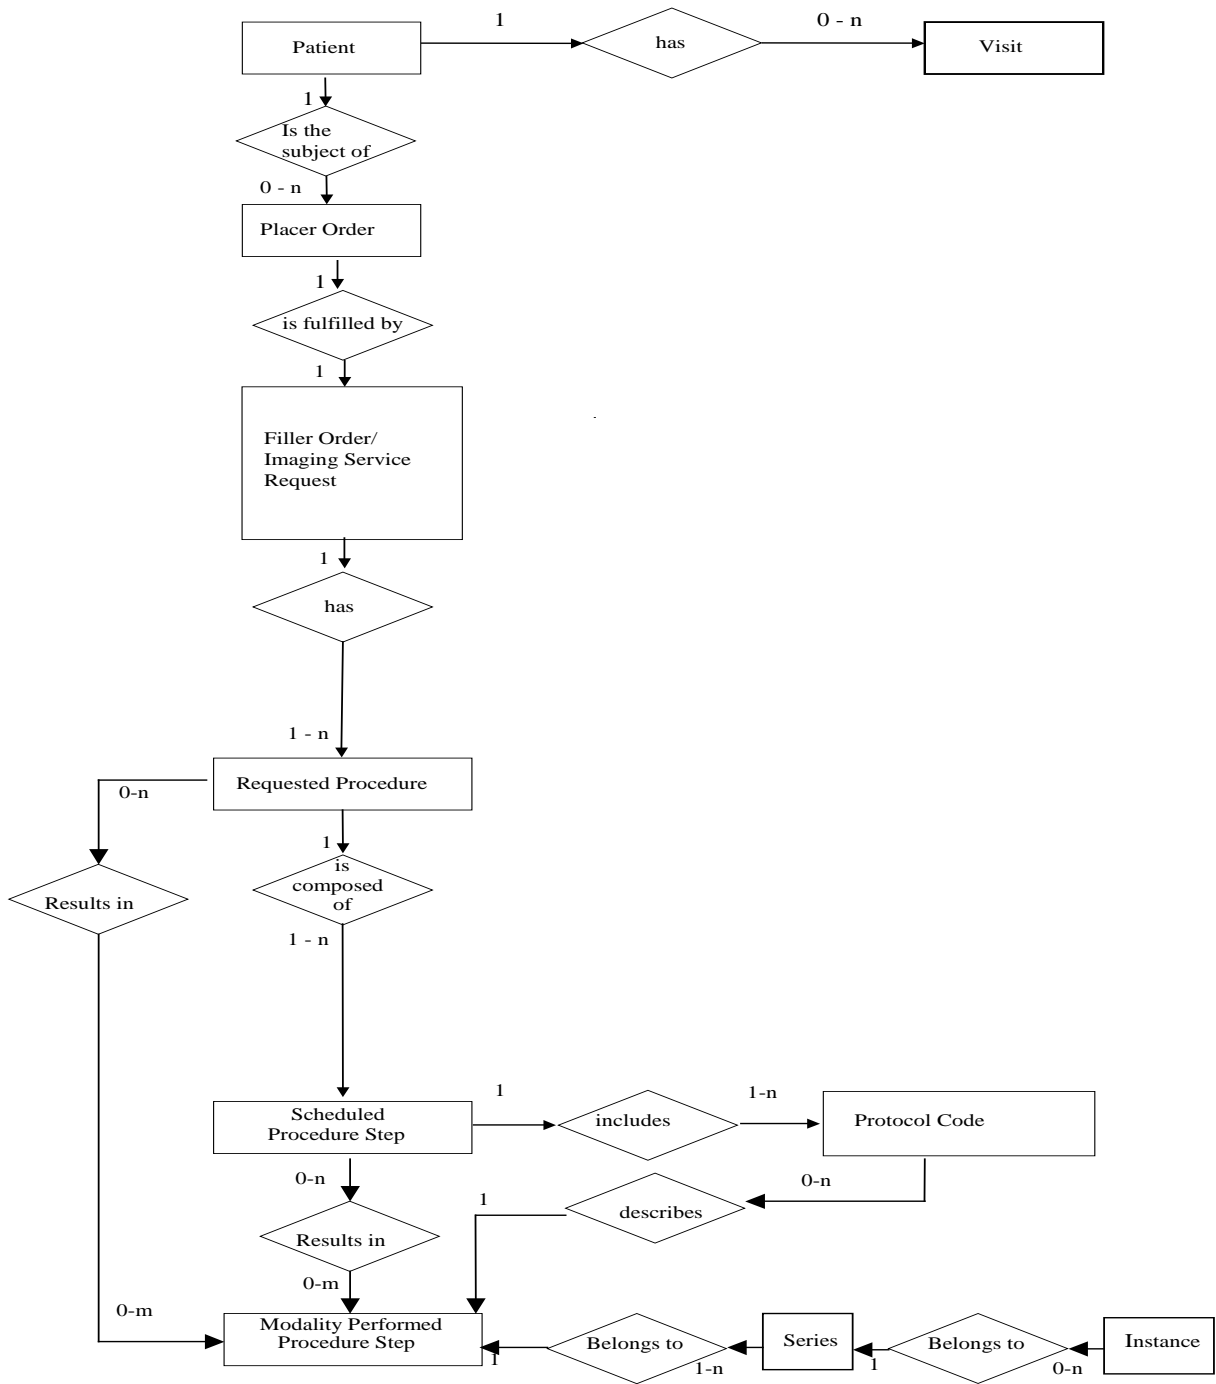 1
0 - n
Patient
has
Visit
1
Is the
subject of
0 - n
Placer Order
1
is fulfilled by
1
Filler Order/
Imaging Service
Request
1
has
1 - n
Requested Procedure
0-n
1
is
composed
of
Results in
1 - n
Scheduled
Procedure Step
1
includes
1-n
Protocol Code
0-n
0-n
1
describes
Results in
0-m
0-m
Modality Performed
Procedure Step
1
Belongs to
1-n
Series
1
Belongs to
0-n
Instance